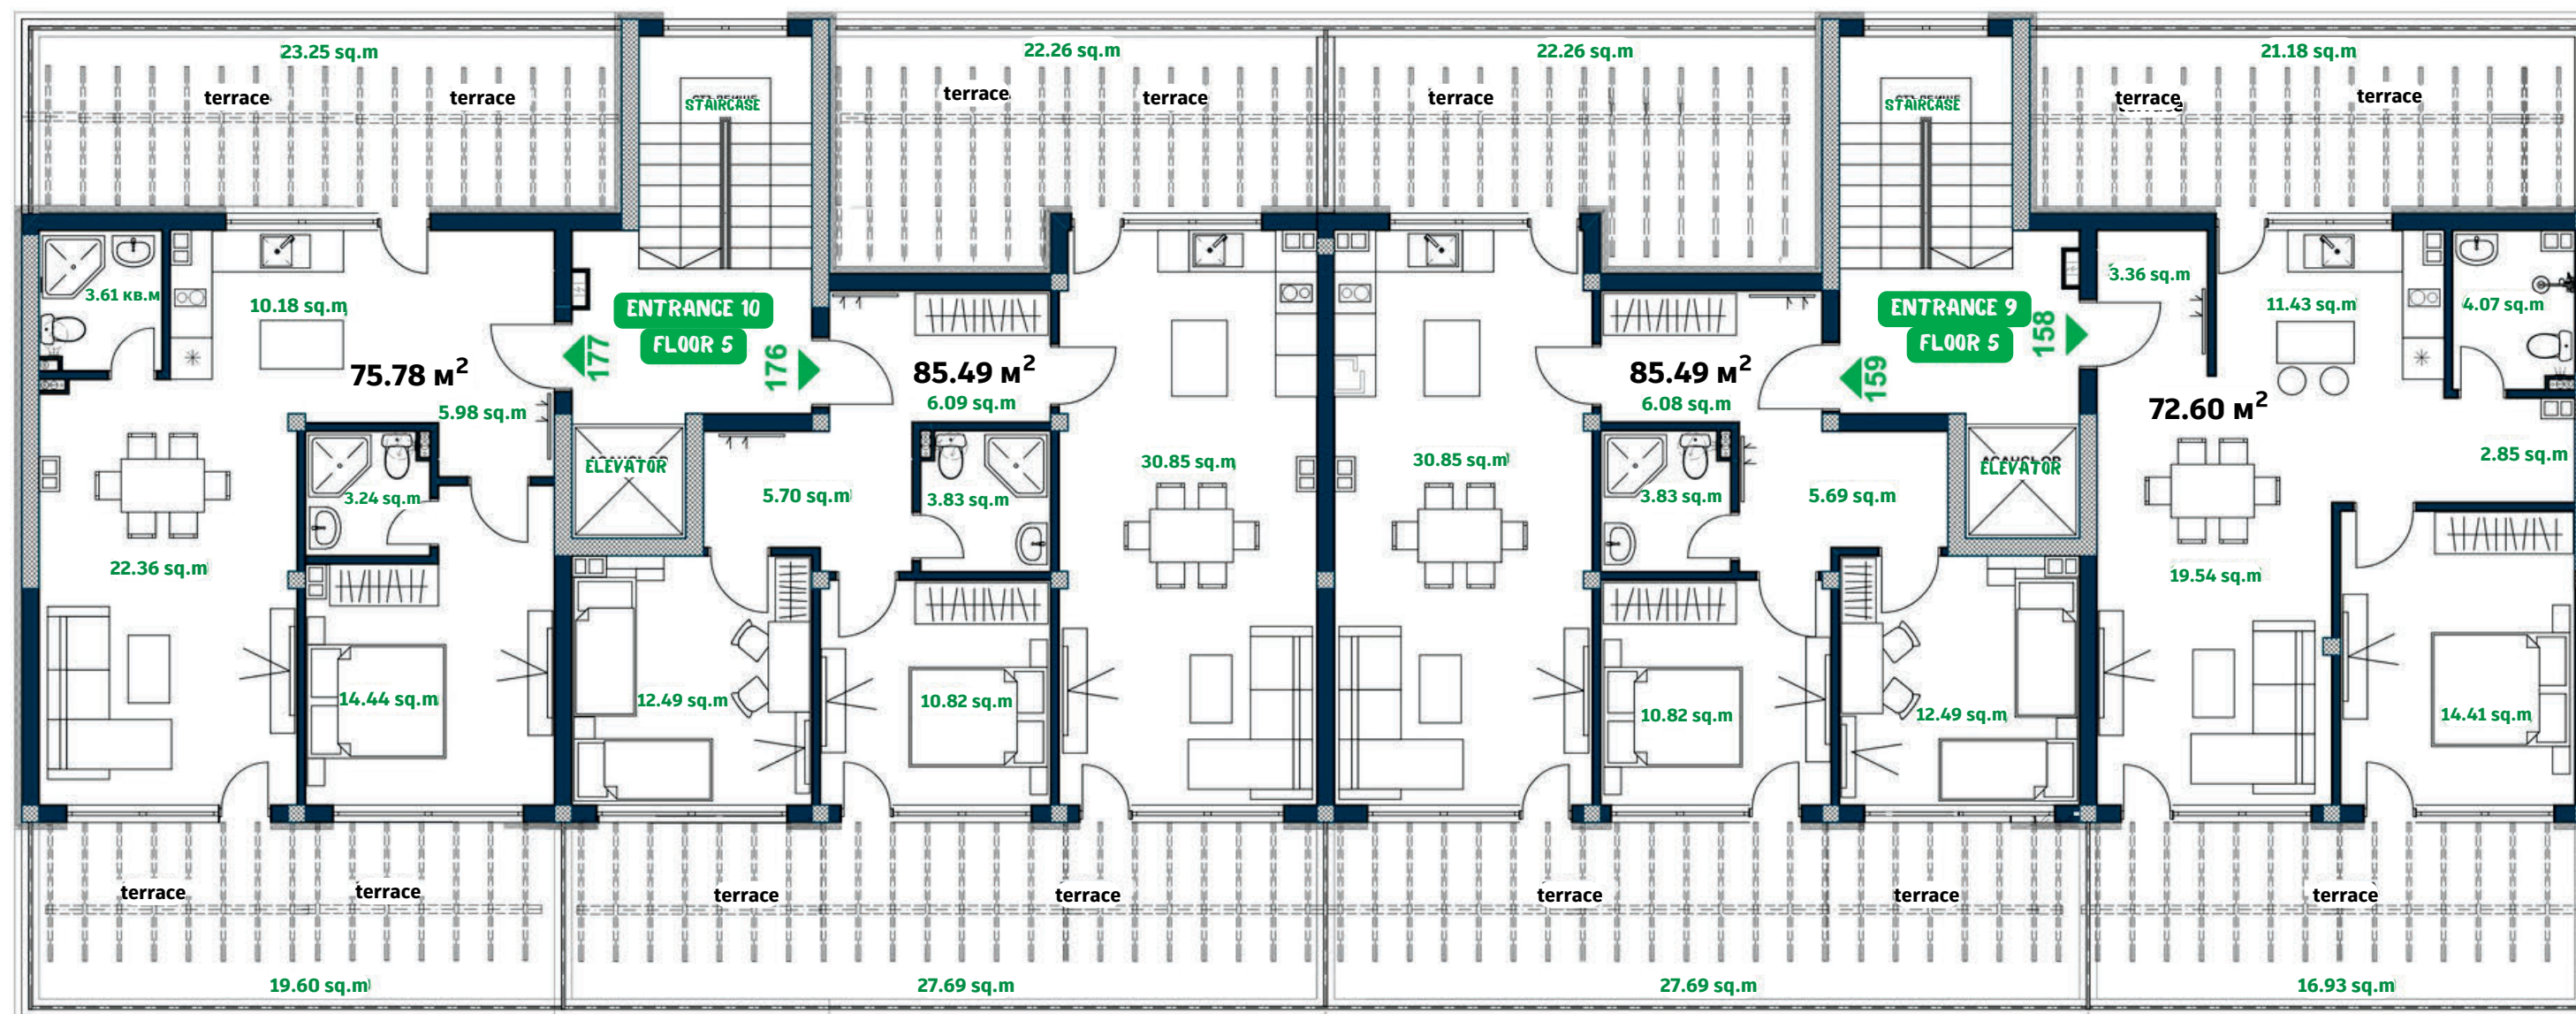 23.25 sq.m
22.26 sq.m
22.26 sq.m
21.18 sq.m
terrace
terrace
terrace
terrace
terrace
terrace
terrace
STAIRCASE
STAIRCASE
3.61 кв.м
10.18 sq.m
ENTRANCE 10
FLOOR 5
177
176
75.78 м²
5.98 sq.m
85.49 м²
6.09 sq.m
85.49 м²
6.08 sq.m
ENTRANCE 9
FLOOR 5
159
158
3.36 sq.m
11.43 sq.m
4.07 sq.m
72.60 м²
2.85 sq.m
ELEVATOR
ELEVATOR
3.24 sq.m
5.70 sq.m
3.83 sq.m
30.85 sq.m
30.85 sq.m
3.83 sq.m
5.69 sq.m
22.36 sq.m
19.54 sq.m
14.44 sq.m
12.49 sq.m
10.82 sq.m
10.82 sq.m
12.49 sq.m
14.41 sq.m
terrace
terrace
terrace
terrace
terrace
terrace
terrace
19.60 sq.m
27.69 sq.m
27.69 sq.m
16.93 sq.m